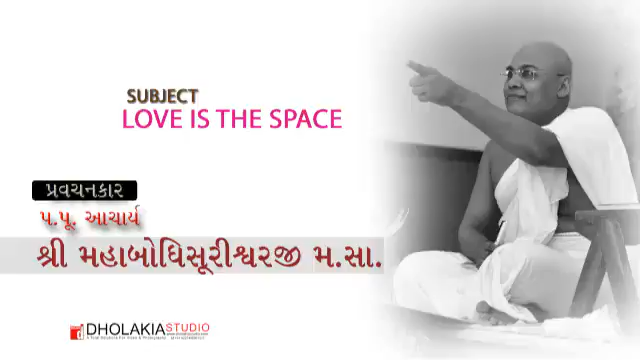 SUBJECT
LOVE IS THE SPACE
પ્રવચનકાર
પ.પૂ. આચાર્ય
શ્રી મહાબોધિસૂરીશ્વરજી મ.સા.
DHOLAKIA STUDIO